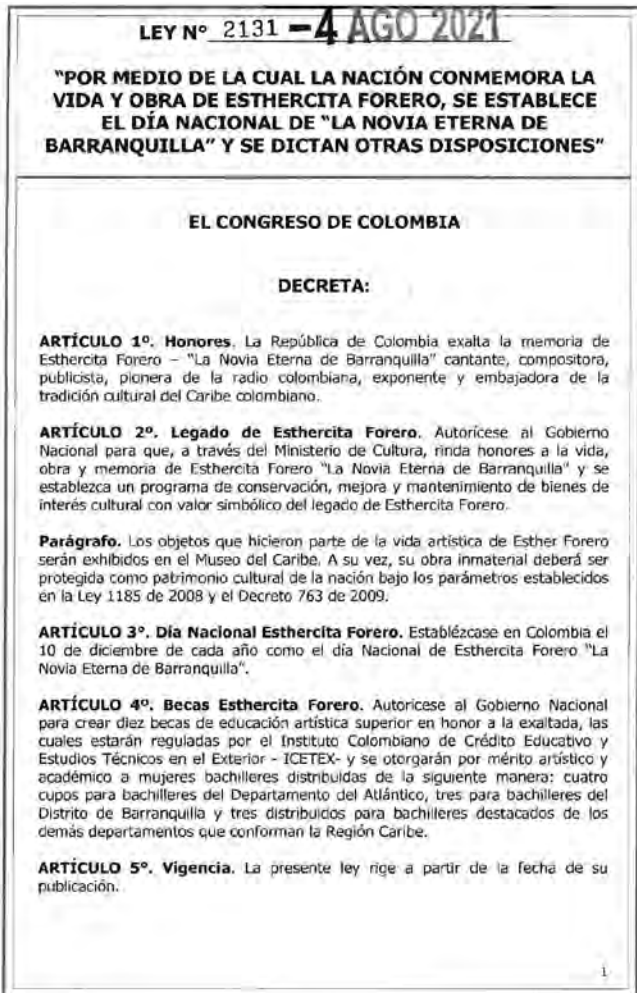 LEY Nº 2131 -4 AGO 2021
"POR MEDIO DE LA CUAL LA NACIÓN CONMEMORA LA
VIDA Y OBRA DE ESTHERCITA FORERO, SE ESTABLECE
EL DÍA NACIONAL DE "LA NOVIA ETERNA DE
BARRANQUILLA" Y SE DICTAN OTRAS DISPOSICIONES"
EL CONGRESO DE COLOMBIA
DECRETA:
ARTÍCULO 1º. Honores. La República de Colombia exalta la memoria de
Esthercita Forero – "La Novia Eterna de Barranquilla" cantante, compositora,
publicista, pionera de la radio colombiana, exponente y embajadora de la
tradición cultural del Caribe colombiano.
ARTÍCULO 2º. Legado de Esthercita Forero. Autorícese al Gobierno
Nacional para que, a través del Ministerio de Cultura, rinda honores a la vida,
obra y memoria de Esthercita Forero "La Novia Eterna de Barranquilla" y se
establezca un programa de conservación, mejora y mantenimiento de bienes de
interés cultural con valor simbólico del legado de Esthercita Forero.
Parágrafo. Los objetos que hicieron parte de la vida artística de Esther Forero
serán exhibidos en el Museo del Caribe. A su vez, su obra inmaterial deberá ser
protegida como patrimonio cultural de la nación bajo los parámetros establecidos
en la Ley 1185 de 2008 y el Decreto 763 de 2009.
ARTÍCULO 3°. Día Nacional Esthercita Forero. Establézcase en Colombia el
10 de diciembre de cada año como el día Nacional de Esthercita Forero "La
Novia Eterna de Barranquilla".
ARTÍCULO 4º. Becas Esthercita Forero. Autorícese al Gobierno Nacional
para crear diez becas de educación artística superior en honor a la exaltada, las
cuales estarán reguladas por el Instituto Colombiano de Crédito Educativo y
Estudios Técnicos en el Exterior - ICETEX- y se otorgarán por mérito artístico y
académico a mujeres bachilleres distribuidas de la siguiente manera: cuatro
cupos para bachilleres del Departamento del Atlántico, tres para bachilleres del
Distrito de Barranquilla y tres distribuidos para bachilleres destacados de los
demás departamentos que conforman la Región Caribe.
ARTÍCULO 5°. Vigencia. La presente ley rige a partir de la fecha de su
publicación.
1